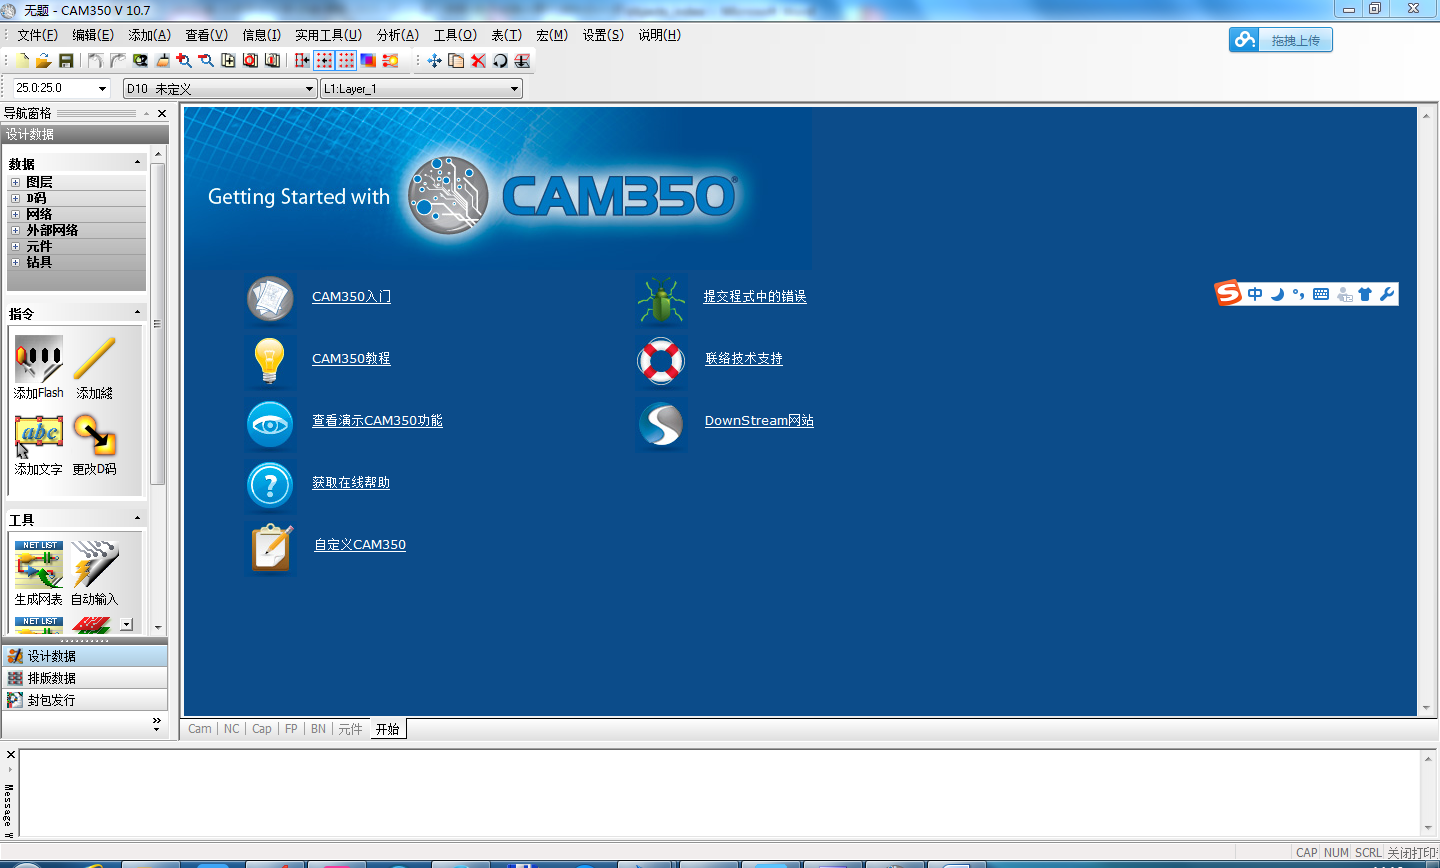 无题 - CAM350 V 10.7
文件(F) 编辑(E) 添加(A) 查看(V) 信息(I) 实用工具(U) 分析(A) 工具(O) 表(T) 宏(M) 设置(S) 说明(H)
拖拽上传
25.0:25.0 D10 未定义 L1:Layer_1
导航窗格
设计数据
数据
图层
D码
网络
外部网络
元件
钻具
指令
添加Flash 添加綫
abc
添加文字 更改D码
工具
NET LIST
生成网表 自动输入
NET LIST
设计数据
排版数据
封包发行
Getting Started with CAM350®
CAM350入门
CAM350教程
查看演示CAM350功能
获取在线帮助
自定义CAM350
提交程式中的错误
联络技术支持
DownStream网站
S 中
Cam NC Cap FP BN 元件 开始
Message
CAP NUM SCRL 关闭打印